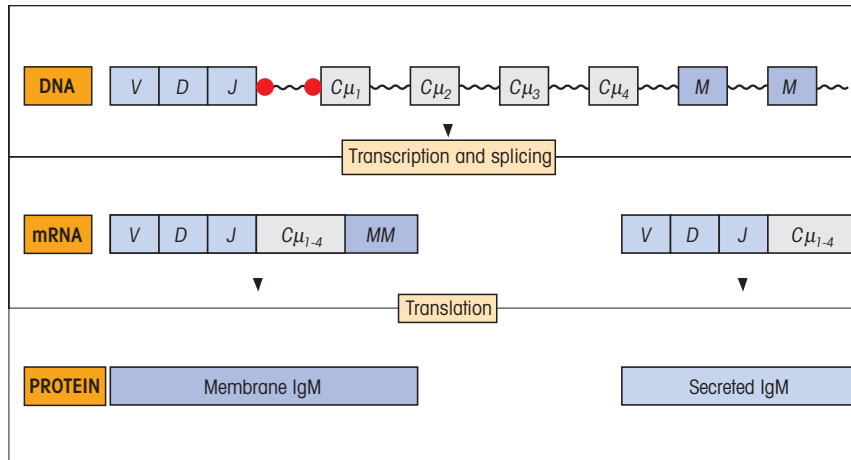 DNA V D J Cμ1 Cμ2 Cμ3 Cμ4 M M
Transcription and splicing
mRNA V D J Cμ1-4 MM V D J Cμ1-4
Translation
PROTEIN Membrane IgM Secreted IgM